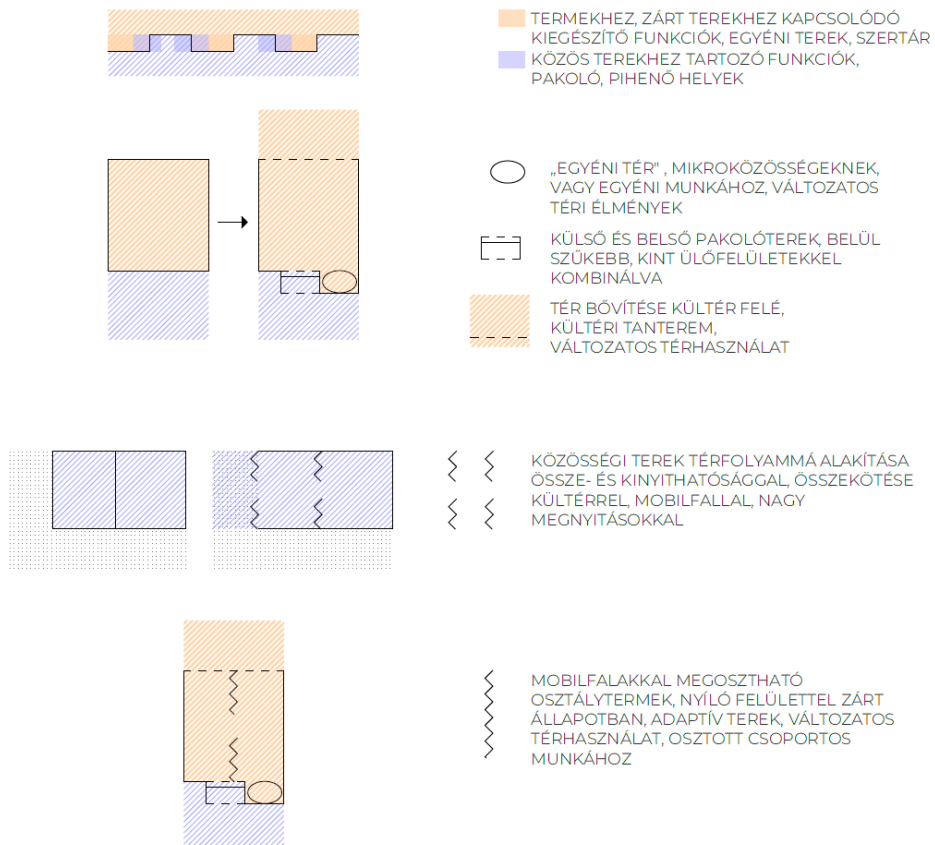 TERMEKHEZ, ZÁRT TEREKHEZ KAPCSOLÓDÓ
KIEGÉSZÍTŐ FUNKCIÓK, EGYÉNI TEREK, SZERTÁR
KÖZÖS TEREKHEZ TARTOZÓ FUNKCIÓK,
PAKOLÓ, PIHENŐ HELYEK
„EGYÉNI TÉR" , MIKROKÖZÖSSÉGEKNEK,
VAGY EGYÉNI MUNKÁHOZ, VÁLTOZATOS
TÉRI ÉLMÉNYEK
KÜLSŐ ÉS BELSŐ PAKOLÓTEREK, BELÜL
SZŰKEBB, KINT ÜLŐFELÜLETEKKEL
KOMBINÁLVA
TÉR BŐVÍTÉSE KÜLTÉR FELÉ,
KÜLTÉRI TANTEREM,
VÁLTOZATOS TÉRHASZNÁLAT
KÖZÖSSÉGI TEREK TÉRFOLYAMMÁ ALAKÍTÁSA
ÖSSZE- ÉS KINYITHATÓSÁGGAL, ÖSSZEKÖTÉSE
KÜLTÉRREL, MOBILFALLAL, NAGY
MEGNYITÁSOKKAL
MOBILFALAKKAL MEGOSZTHATÓ
OSZTÁLYTERMEK, NYÍLÓ FELÜLETTEL ZÁRT
ÁLLAPOTBAN, ADAPTÍV TEREK, VÁLTOZATOS
TÉRHASZNÁLAT, OSZTOTT CSOPORTOS
MUNKÁHOZ